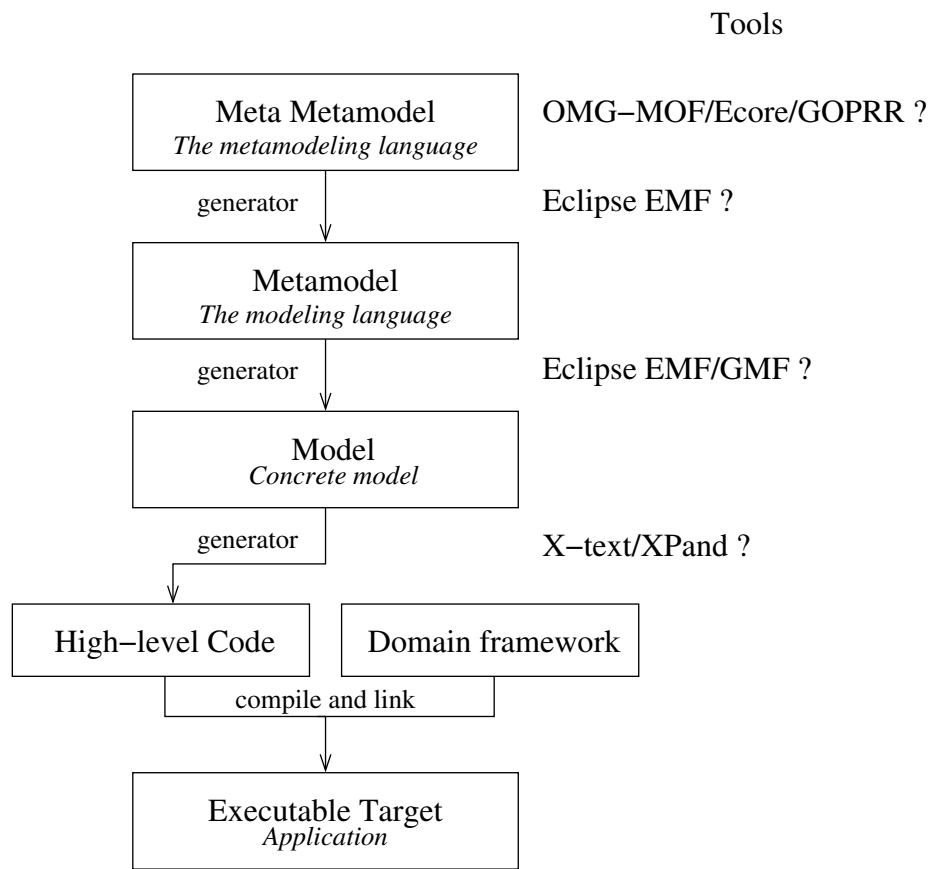 Tools
Meta Metamodel
The metamodeling language
OMG−MOF/Ecore/GOPRR ?
generator
Eclipse EMF ?
Metamodel
The modeling language
generator
Eclipse EMF/GMF ?
Model
Concrete model
generator
X−text/XPand ?
High−level Code
Domain framework
compile and link
Executable Target
Application